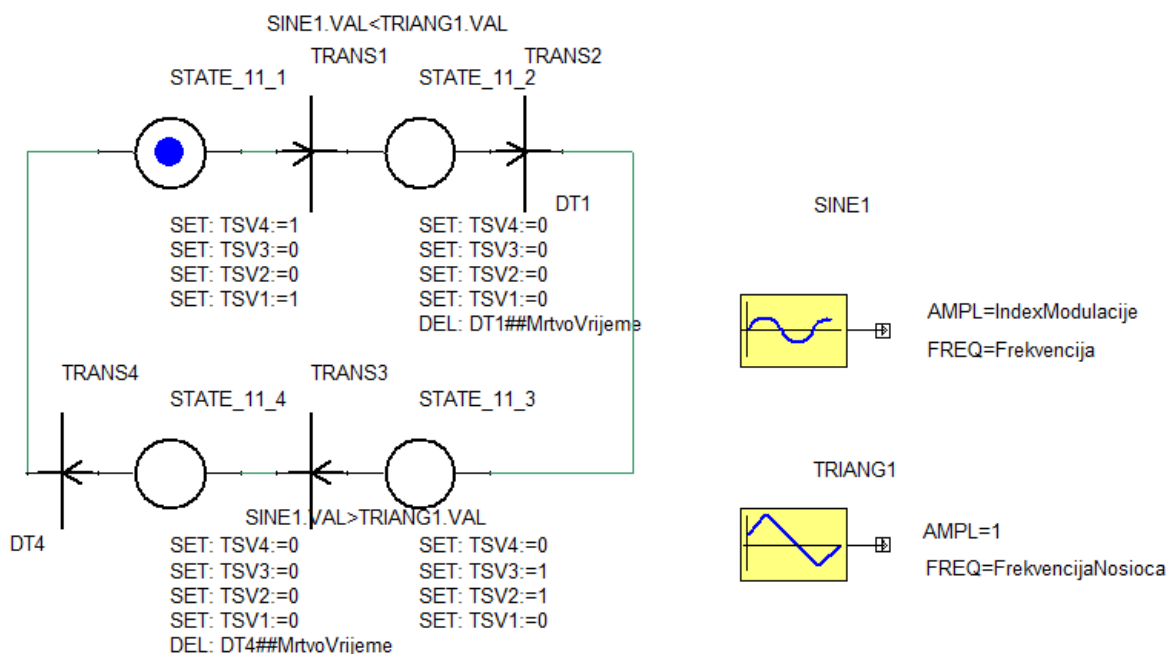 SINE1.VAL<TRIANG1.VAL
TRANS1
TRANS2
STATE_11_1
STATE_11_2
DT1
SET: TSV4:=1
SET: TSV3:=0
SET: TSV2:=0
SET: TSV1:=1
SET: TSV4:=0
SET: TSV3:=0
SET: TSV2:=0
SET: TSV1:=0
DEL: DT1##MrtvoVrijeme
TRANS4
TRANS3
STATE_11_4
STATE_11_3
SINE1.VAL>TRIANG1.VAL
DT4
SET: TSV4:=0
SET: TSV3:=0
SET: TSV2:=0
SET: TSV1:=0
DEL: DT4##MrtvoVrijeme
SET: TSV4:=0
SET: TSV3:=1
SET: TSV2:=1
SET: TSV1:=0
SINE1
AMPL=IndexModulacije
FREQ=Frekvencija
TRIANG1
AMPL=1
FREQ=FrekvencijaNosioca